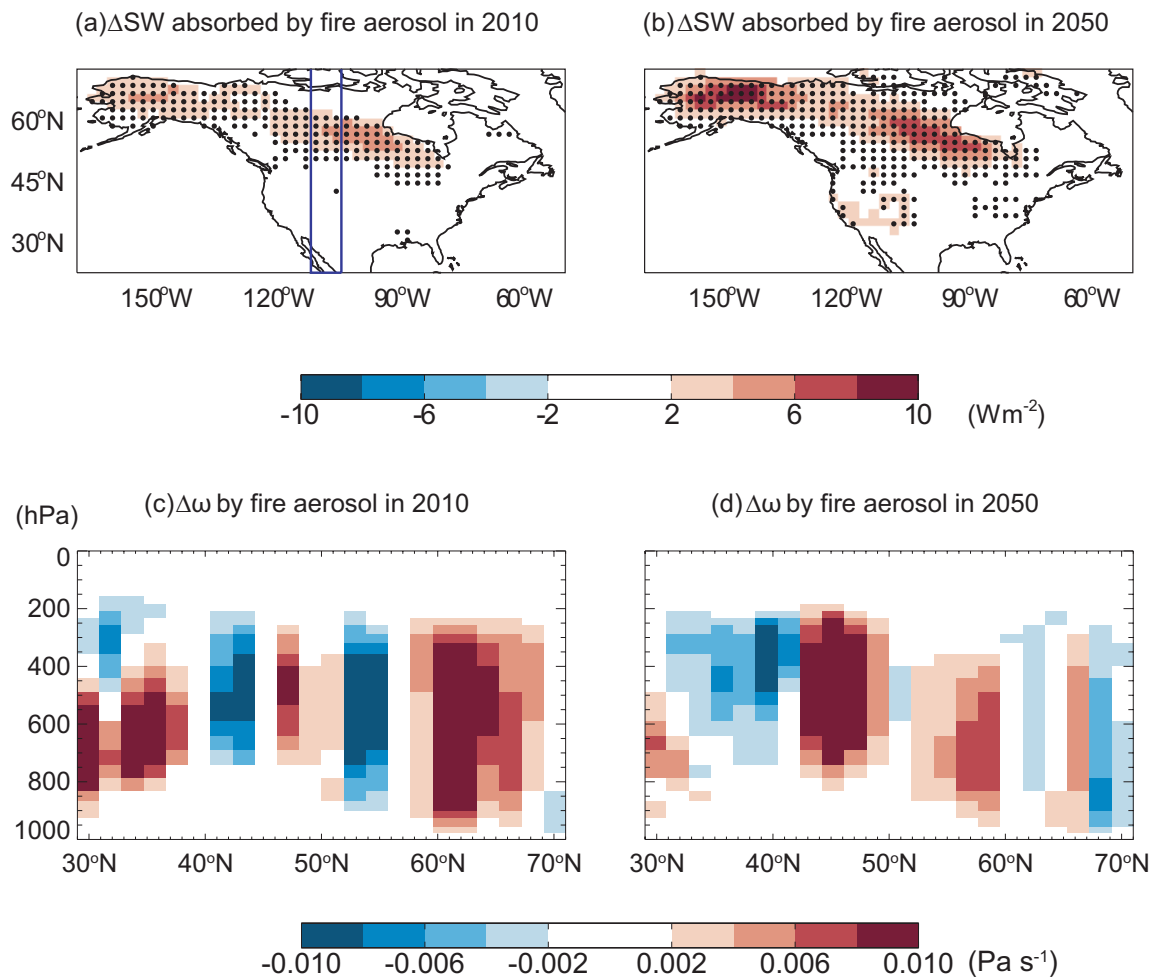 (a)ΔSW absorbed by fire aerosol in 2010
(b)ΔSW absorbed by fire aerosol in 2050
60°N
45°N
30°N
150°W 120°W 90°W 60°W
150°W 120°W 90°W 60°W
-10 -6 -2 2 6 10 (Wm⁻²)
(c)Δω by fire aerosol in 2010
(d)Δω by fire aerosol in 2050
(hPa)
0
200
400
600
800
1000
30°N 40°N 50°N 60°N 70°N
30°N 40°N 50°N 60°N 70°N
-0.010 -0.006 -0.002 0.002 0.006 0.010 (Pa s⁻¹)